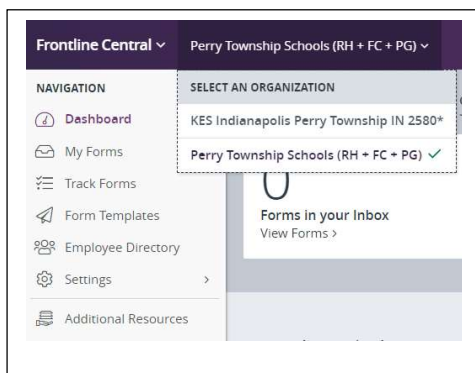 Frontline Central
Perry Township Schools (RH + FC + PG)
NAVIGATION
Dashboard
My Forms
Track Forms
Form Templates
Employee Directory
Settings
Additional Resources
SELECT AN ORGANIZATION
KES Indianapolis Perry Township IN 2580*
Perry Township Schools (RH + FC + PG)
0
Forms in your Inbox
View Forms >